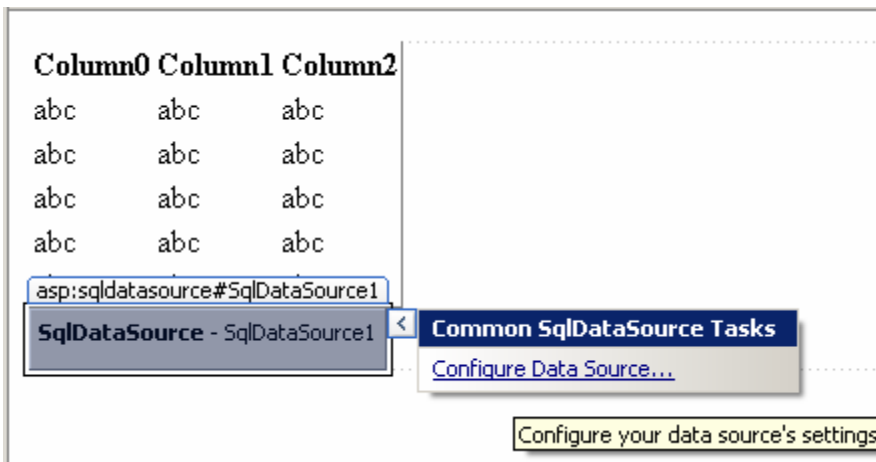 Column0 Column1 Column2
abc abc abc
abc abc abc
abc abc abc
abc abc abc
asp:sqldatasource#SqlDataSource1
SqlDataSource - SqlDataSource1
<
Common SqlDataSource Tasks
Configure Data Source...
Configure your data source's settings